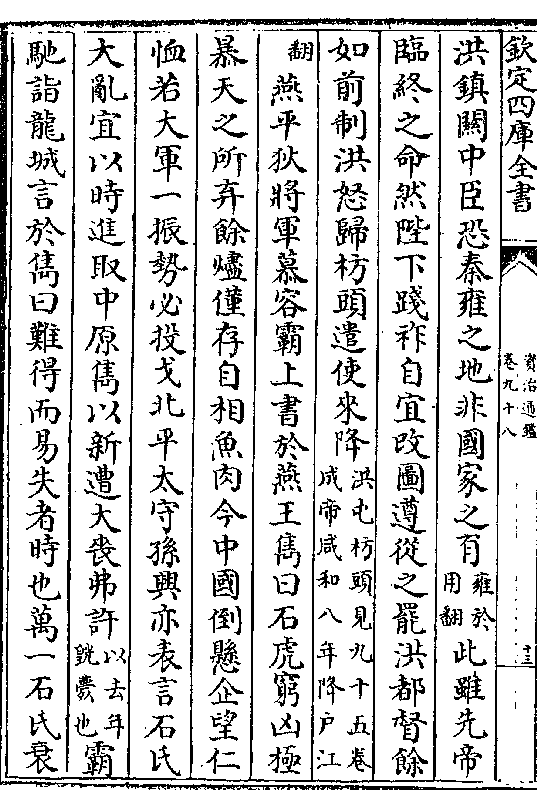 欽定四庫全書
資治通鑑
卷九十八
十三
洪鎮關中臣恐秦雍之地非國家之有雍於用翻此雖先帝
臨終之命然陛下踐祚自宜改圖遵從之罷洪都督餘
如前制洪怒歸枋頭遣使來降洪屯枋頭見九十五卷成帝咸和八年降戶江
翻燕平狄將軍慕容霸上書於燕王儁曰石虎窮凶極
暴天之所弃餘燼僅存自相魚肉今中國倒懸企望仁
恤若大軍一振勢必投戈北平太守孫興亦表言石氏
大亂宜以時進取中原儁以新遭大喪弗許以去年皝薨也霸
馳詣龍城言於儁曰難得而易失者時也萬一石氏衰